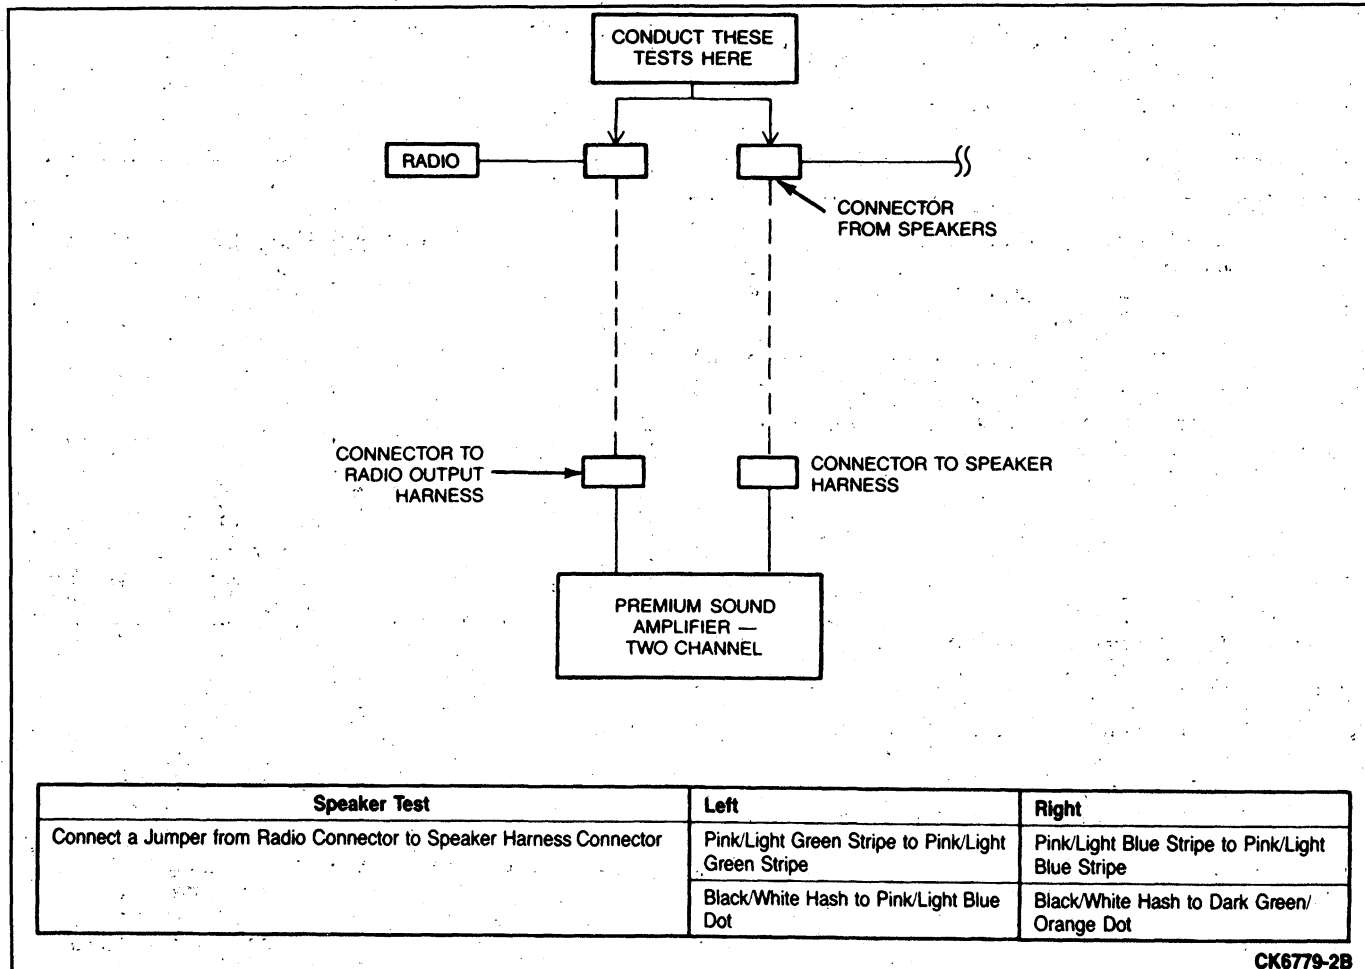 CONDUCT THESE
TESTS HERE
RADIO
CONNECTOR
FROM SPEAKERS
CONNECTOR TO
RADIO OUTPUT
HARNESS
CONNECTOR TO SPEAKER
HARNESS
PREMIUM SOUND
AMPLIFIER —
TWO CHANNEL
Speaker Test
Left
Right
Connect a Jumper from Radio Connector to Speaker Harness Connector
Pink/Light Green Stripe to Pink/Light
Green Stripe
Pink/Light Blue Stripe to Pink/Light
Blue Stripe
Black/White Hash to Pink/Light Blue
Dot
Black/White Hash to Dark Green/
Orange Dot
CK6779-2B